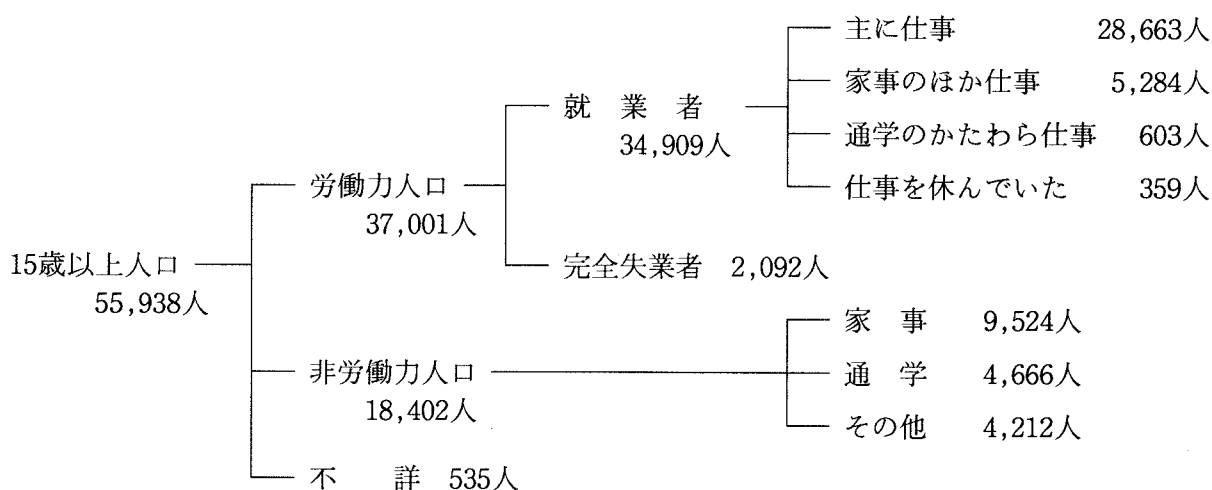 15歳以上人口
55,938人
労働力人口
37,001人
就業者
34,909人
主に仕事 28,663人
家事のほか仕事 5,284人
通学のかたわら仕事 603人
仕事を休んでいた 359人
完全失業者 2,092人
非労働力人口
18,402人
家事 9,524人
通学 4,666人
その他 4,212人
不詳 535人